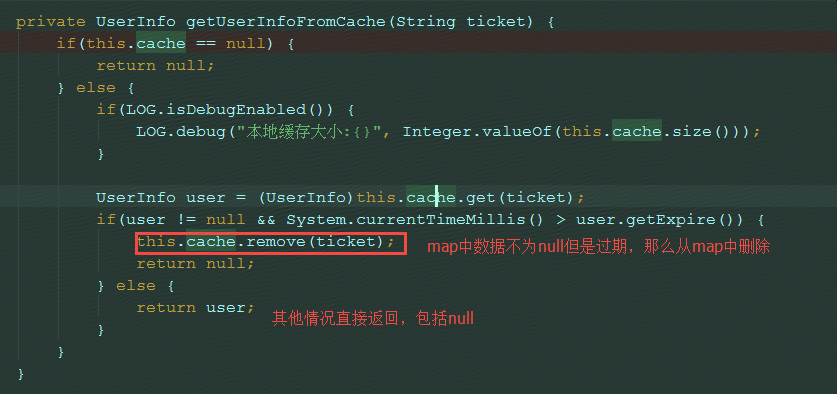 private UserInfo getUserInfoFromCache(String ticket) {
if(this.cache == null) {
return null;
} else {
if(LOG.isDebugEnabled()) {
LOG.debug("本地缓存大小:{}", Integer.valueOf(this.cache.size()));
}
UserInfo user = (UserInfo)this.cache.get(ticket);
if(user != null && System.currentTimeMillis() > user.getExpire()) {
this.cache.remove(ticket); map中数据不为null但是过期，那么从map中删除
return null;
} else {
return user; 其他情况直接返回，包括null
}
}
}